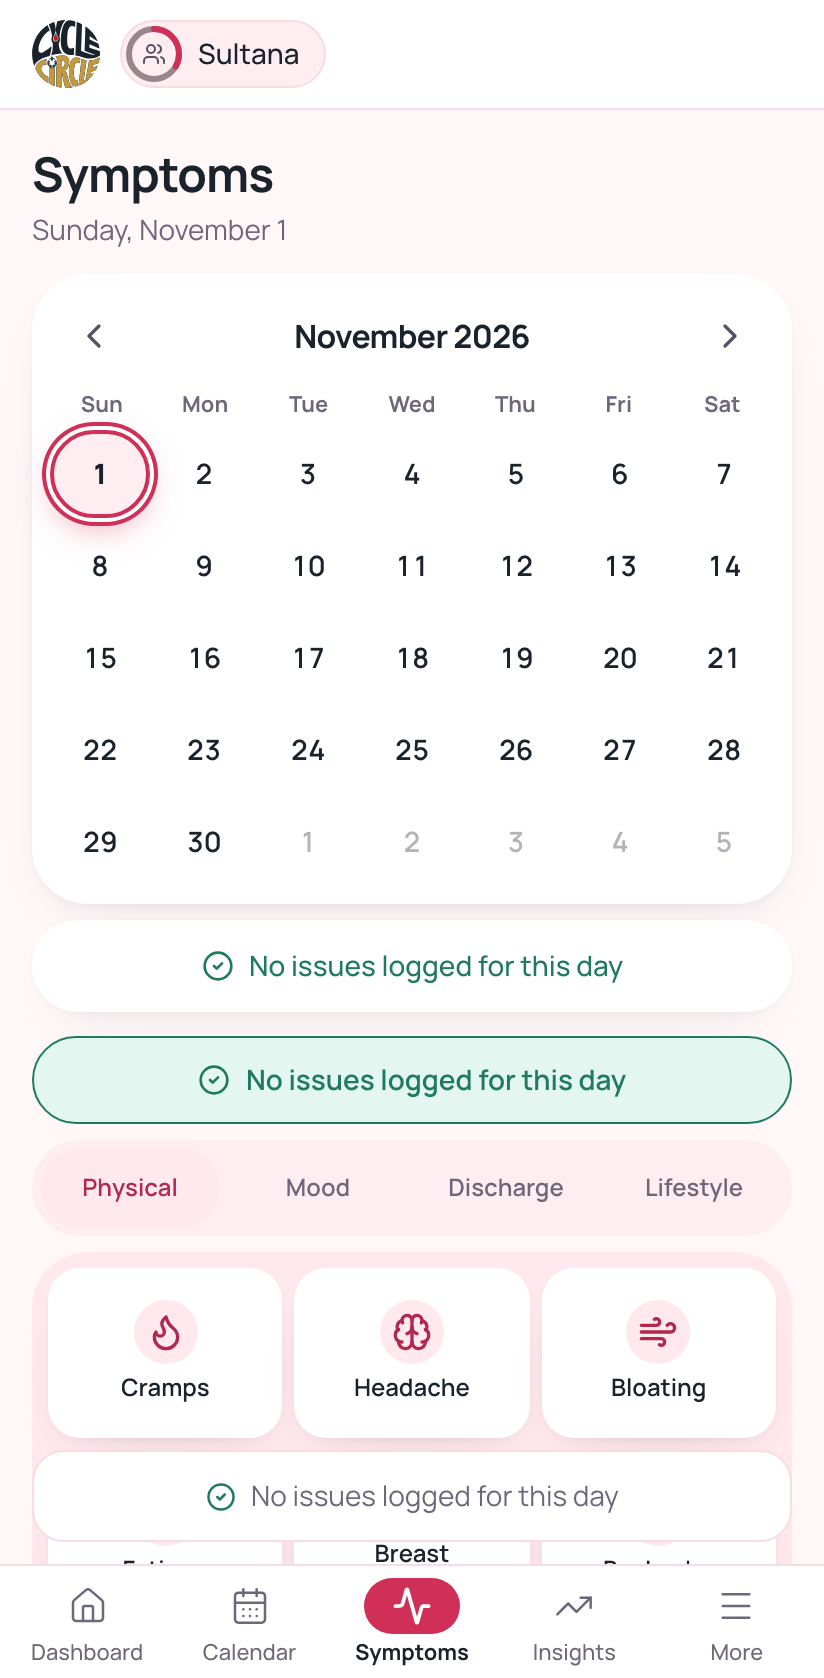 CYCLE
CIRCLE
Sultana
Symptoms
Sunday, November 1
November 2026
Sun Mon Tue Wed Thu Fri Sat
1 2 3 4 5 6 7
8 9 10 11 12 13 14
15 16 17 18 19 20 21
22 23 24 25 26 27 28
29 30 1 2 3 4 5
No issues logged for this day
No issues logged for this day
Physical Mood Discharge Lifestyle
Cramps Headache Bloating
No issues logged for this day
Breast
Dashboard Calendar Symptoms Insights More